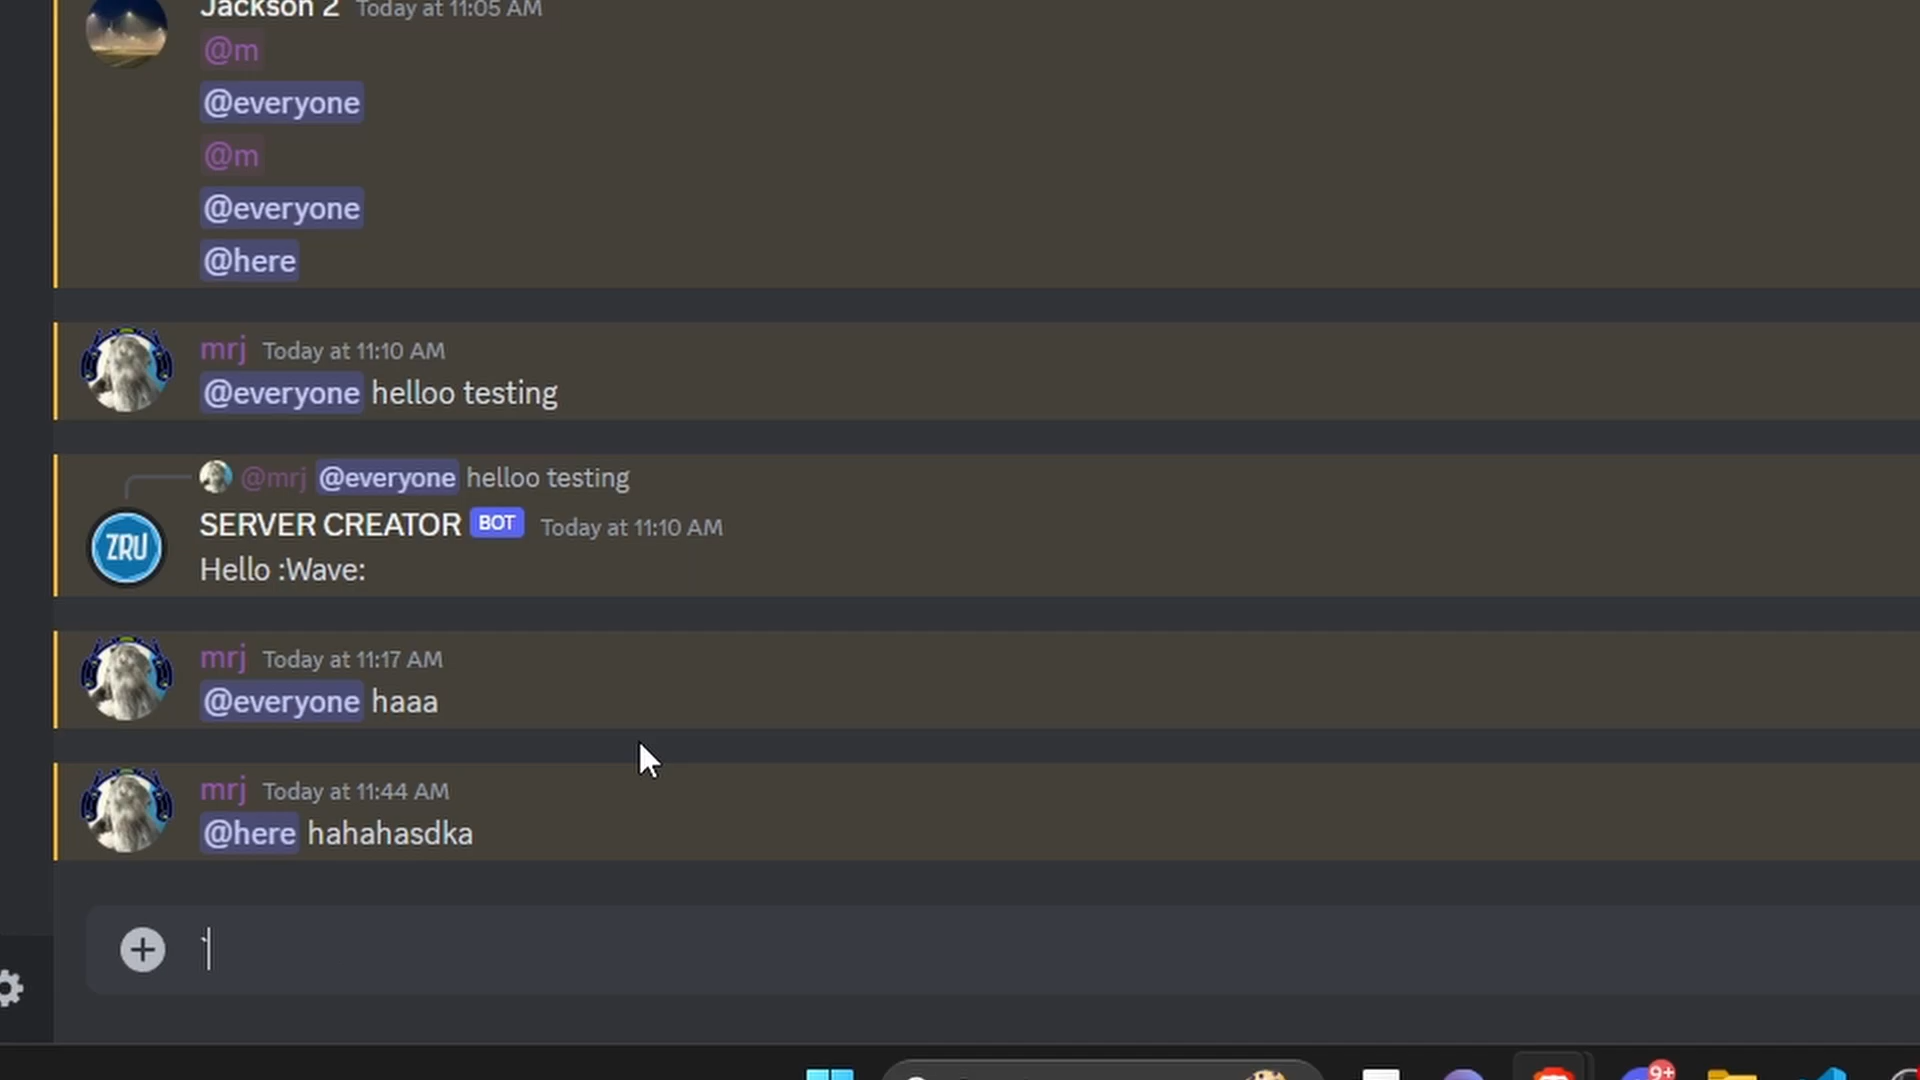 Jackson 2 Today at 11:05 AM
@m
@everyone
@m
@everyone
@here
mrj Today at 11:10 AM
@everyone helloo testing
@mrj @everyone helloo testing
SERVER CREATOR BOT Today at 11:10 AM
ZRU
Hello :Wave:
mrj Today at 11:17 AM
@everyone haaa
mrj Today at 11:44 AM
@here hahahasdka
`
9+